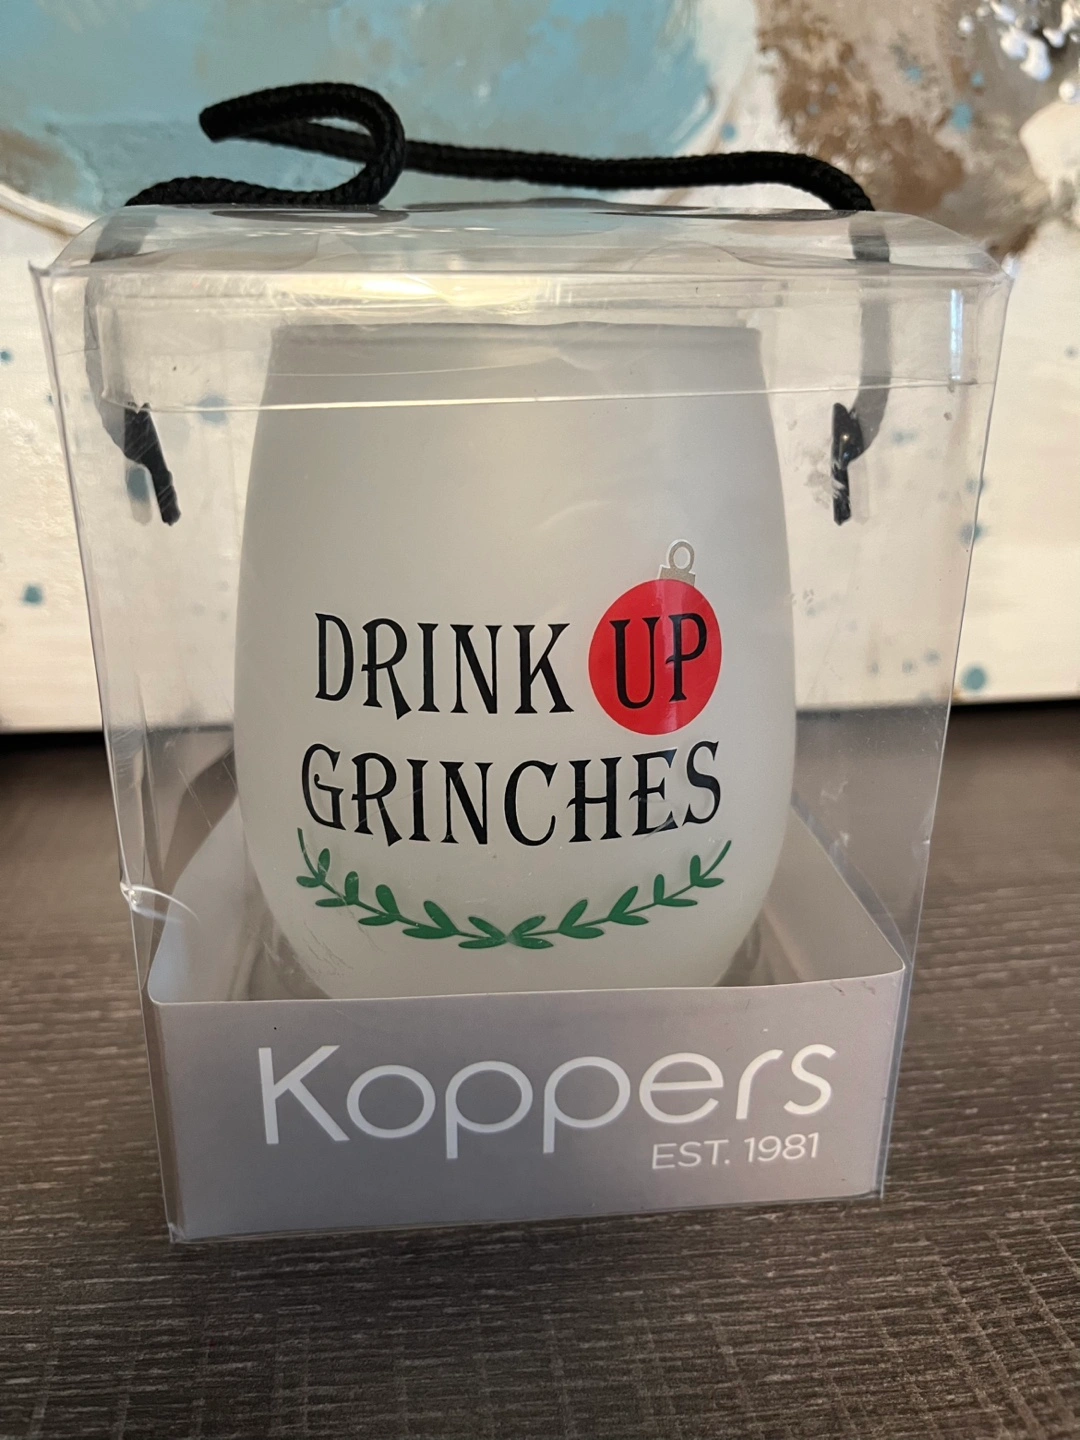 DRINK UP
GRINCHES
Koppers
EST. 1981